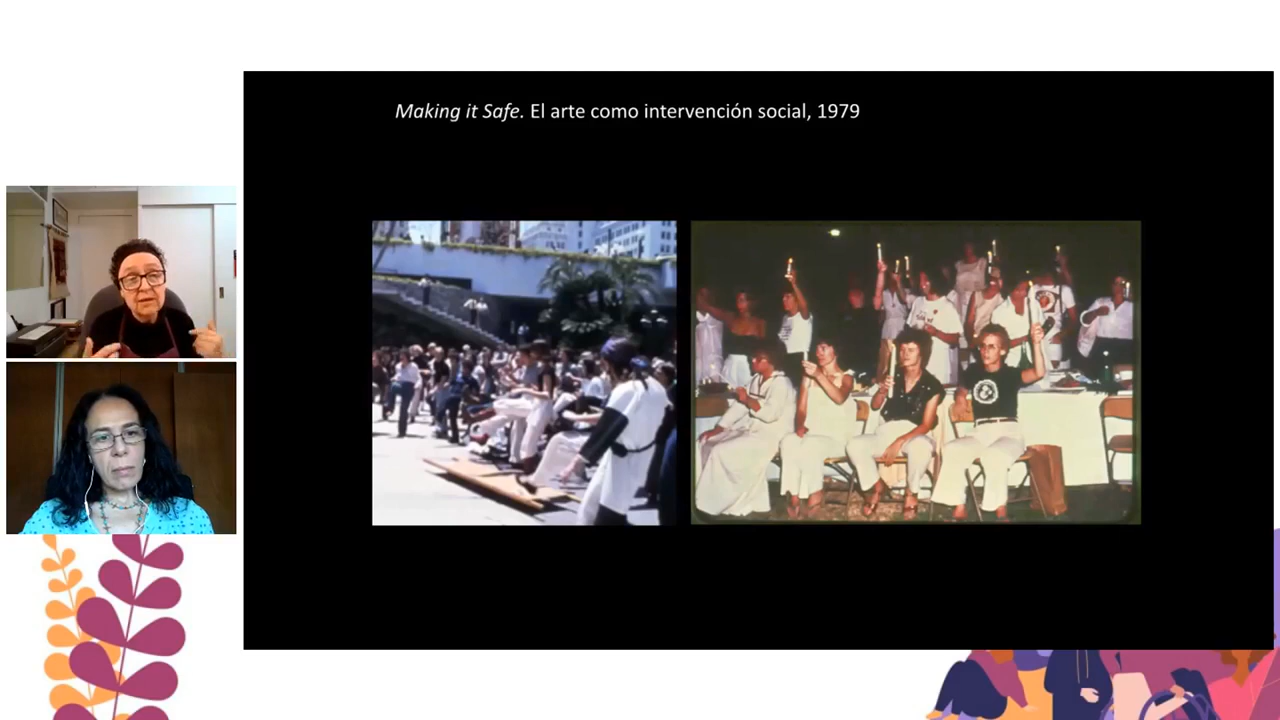 Making it Safe. El arte como intervención social, 1979